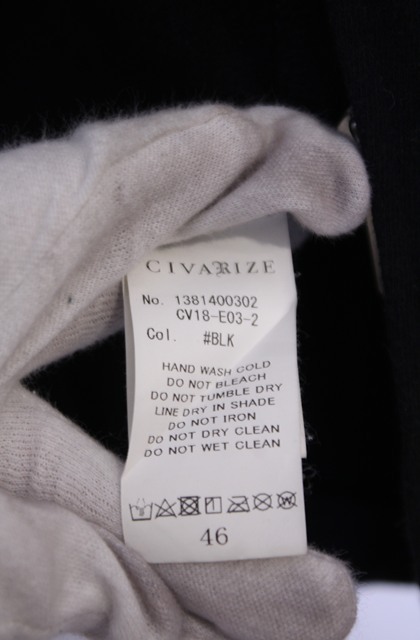 CIVARIZE
No. 1381400302
CV18-E03-2
Col. #BLK
HAND WASH COLD
DO NOT BLEACH
DO NOT TUMBLE DRY
LINE DRY IN SHADE
DO NOT IRON
DO NOT DRY CLEAN
DO NOT WET CLEAN
46